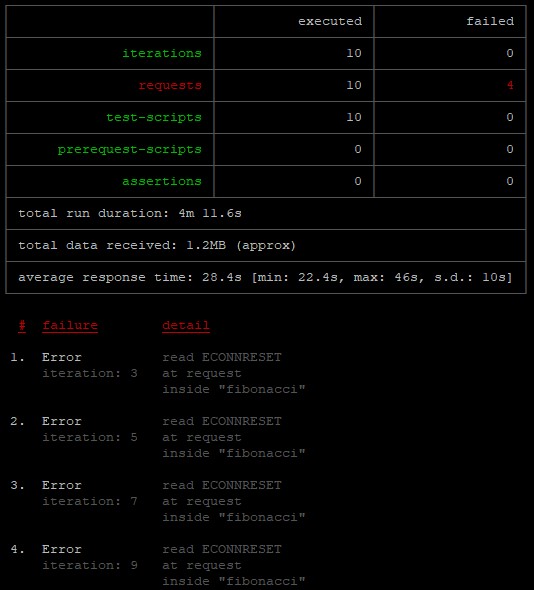 executed failed
iterations 10 0
requests 10 4
test-scripts 10 0
prerequest-scripts 0 0
assertions 0 0
total run duration: 4m 11.6s
total data received: 1.2MB (approx)
average response time: 28.4s [min: 22.4s, max: 46s, s.d.: 10s]
# failure detail
1. Error read ECONNRESET
iteration: 3 at request
inside "fibonacci"
2. Error read ECONNRESET
iteration: 5 at request
inside "fibonacci"
3. Error read ECONNRESET
iteration: 7 at request
inside "fibonacci"
4. Error read ECONNRESET
iteration: 9 at request
inside "fibonacci"